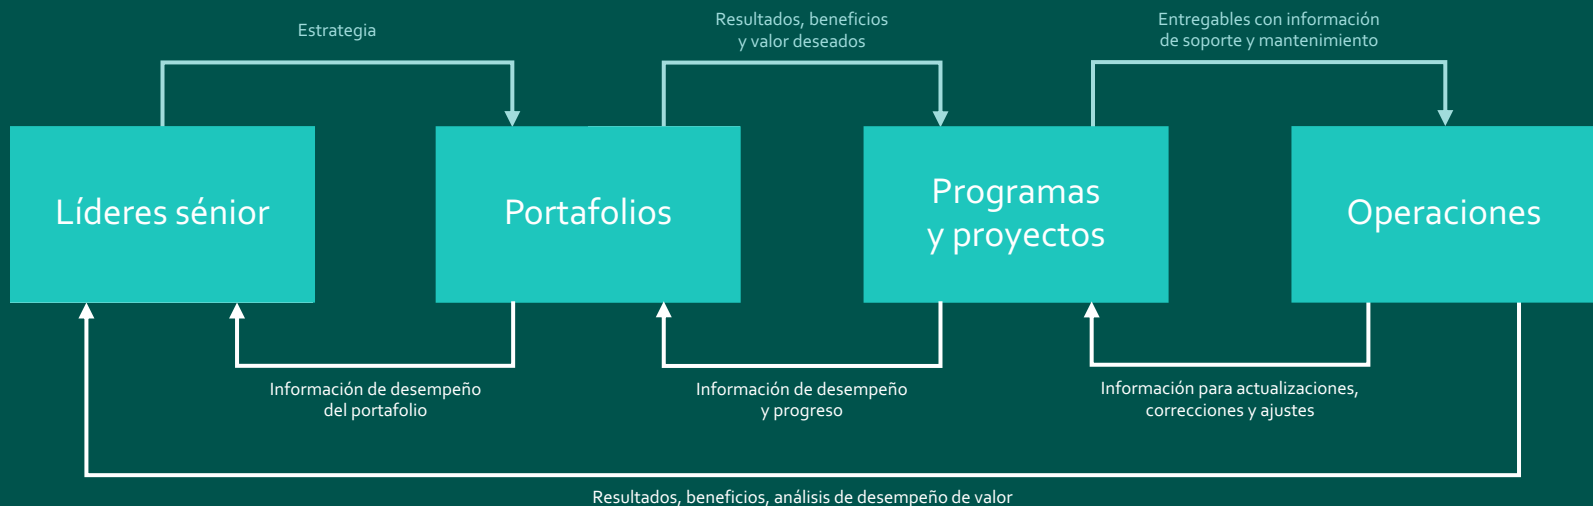 Estrategia
Resultados, beneficios
y valor deseados
Entregables con información
de soporte y mantenimiento
Líderes sénior
Portafolios
Programas
y proyectos
Operaciones
Información de desempeño
del portafolio
Información de desempeño
y progreso
Información para actualizaciones,
correcciones y ajustes
Resultados, beneficios, análisis de desempeño de valor